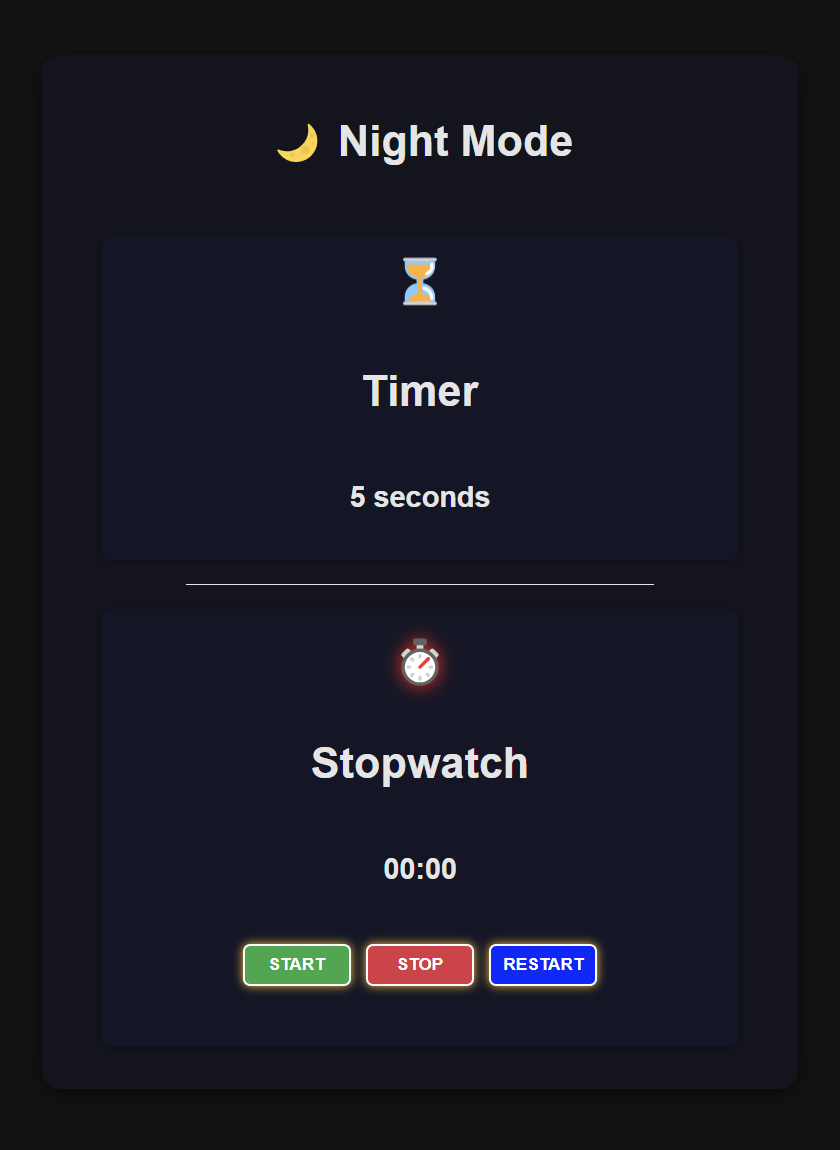 🌙 Night Mode
⏳
Timer
5 seconds
⏱️
Stopwatch
00:00
START STOP RESTART